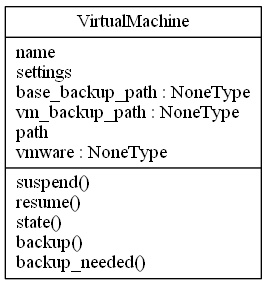 VirtualMachine
name
settings
base_backup_path : NoneType
vm_backup_path : NoneType
path
vmware : NoneType
suspend()
resume()
state()
backup()
backup_needed()